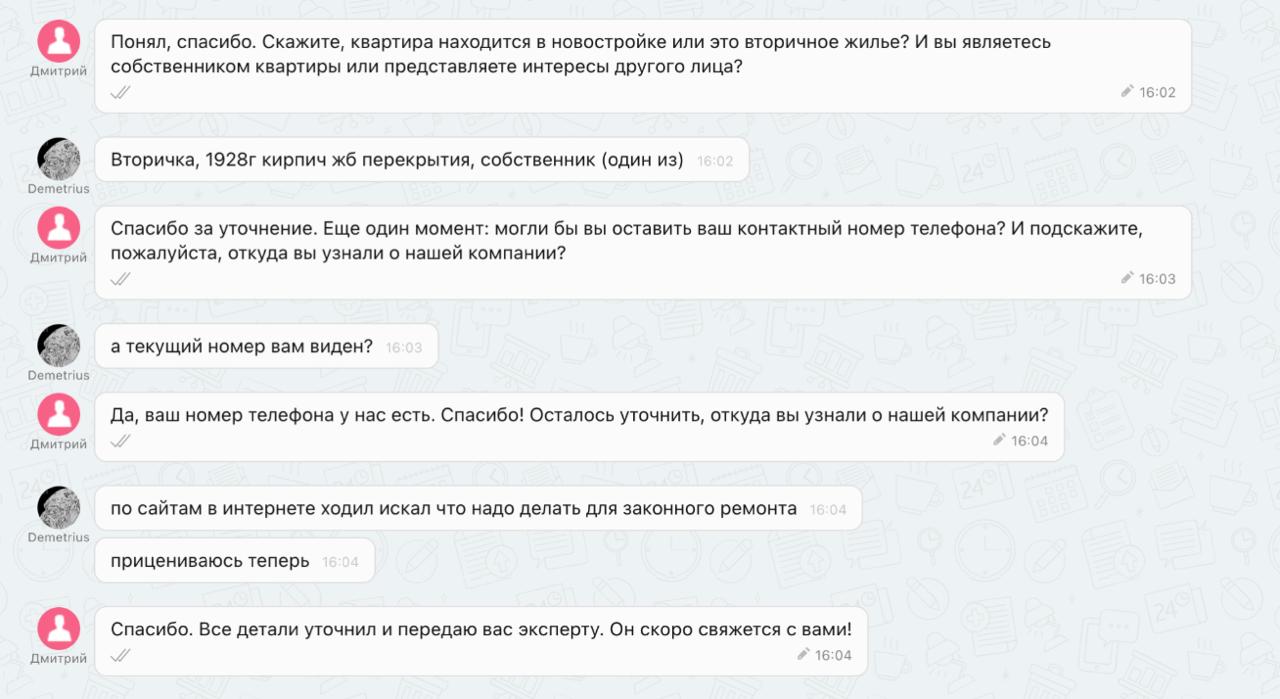 Понял, спасибо. Скажите, квартира находится в новостройке или это вторичное жилье? И вы являетесь
собственником квартиры или представляете интересы другого лица?
Дмитрий
16:02
Вторичка, 1928г кирпич жб перекрытия, собственник (один из) 16:02
Demetrius
Спасибо за уточнение. Еще один момент: могли бы вы оставить ваш контактный номер телефона? И подскажите,
пожалуйста, откуда вы узнали о нашей компании?
Дмитрий
16:03
а текущий номер вам виден? 16:03
Demetrius
Да, ваш номер телефона у нас есть. Спасибо! Осталось уточнить, откуда вы узнали о нашей компании?
Дмитрий
16:04
по сайтам в интернете ходил искал что надо делать для законного ремонта 16:04
Demetrius
прицениваюсь теперь 16:04
Спасибо. Все детали уточнил и передаю вас эксперту. Он скоро свяжется с вами!
Дмитрий
16:04